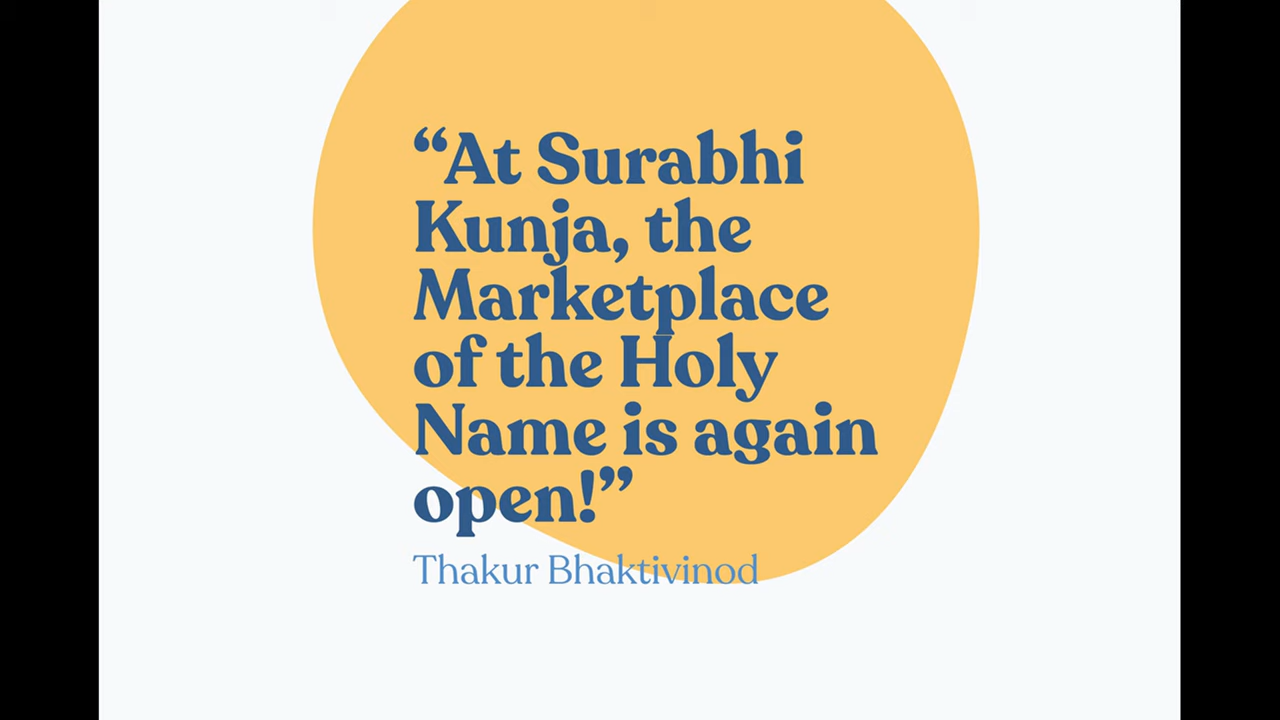 “At Surabhi
Kunja, the
Marketplace
of the Holy
Name is again
open!”
Thakur Bhaktivinod